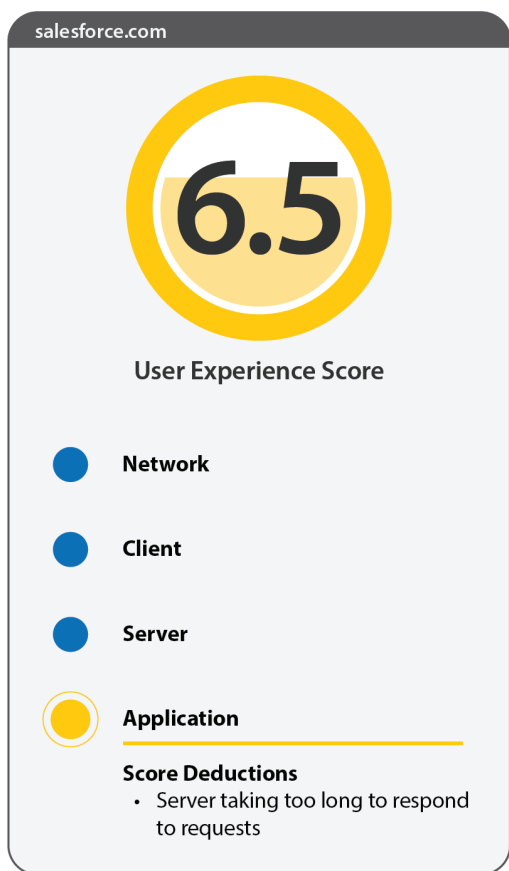 salesforce.com
6.5
User Experience Score
Network
Client
Server
Application
Score Deductions
• Server taking too long to respond
to requests